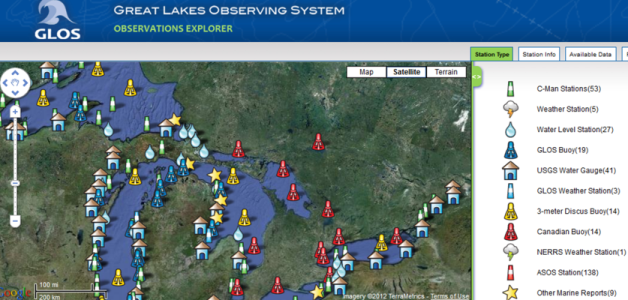 GREAT LAKES OBSERVING SYSTEM
GLOS
OBSERVATIONS EXPLORER
Station Type
Station Info
Available Data
Map
Satellite
Terrain
C-Man Stations(53)
Weather Station(5)
Water Level Station(27)
GLOS Buoy(19)
USGS Water Gauge(41)
GLOS Weather Station(3)
3-meter Discus Buoy(14)
Canadian Buoy(14)
NERRS Weather Station(1)
ASOS Station(138)
Other Marine Reports(9)
100 mi
200 km
Imagery ©2012 TerraMetrics - Terms of Use